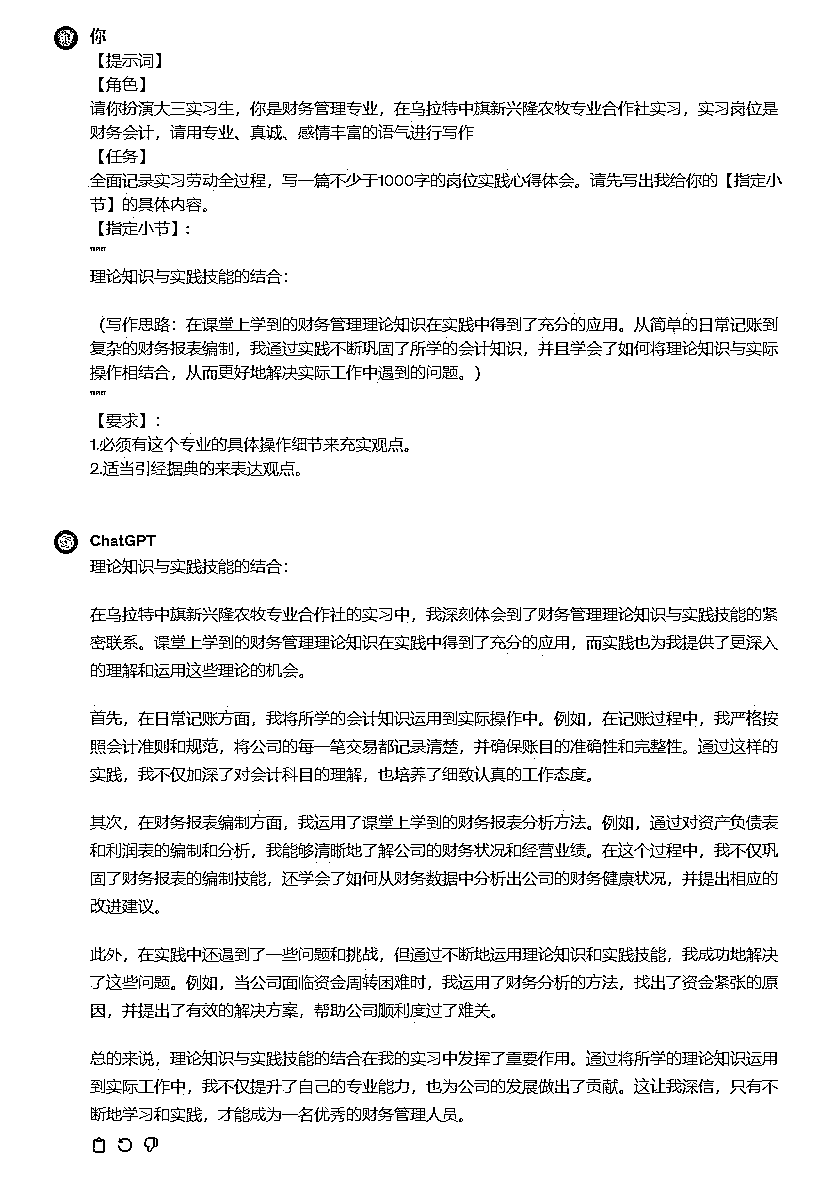 你
【提示词】
【角色】
请你扮演大三实习生，你是财务管理专业，在乌拉特中旗新兴隆农牧专业合作社实习，实习岗位是
财务会计，请用专业、真诚、感情丰富的语气进行写作
【任务】
全面记录实习劳动全过程，写一篇不少于1000字的岗位实践心得体会。请先写出我给你的【指定小
节】的具体内容。
【指定小节】：
理论知识与实践技能的结合：
（写作思路：在课堂上学到的财务管理理论知识在实践中得到了充分的应用。从简单的日常记账到
复杂的财务报表编制，我通过实践不断巩固了所学的会计知识，并且学会了如何将理论知识与实际
操作相结合，从而更好地解决实际工作中遇到的问题。）
【要求】：
1.必须有这个专业的具体操作细节来充实观点。
2.适当引经据典的来表达观点。
ChatGPT
理论知识与实践技能的结合：
在乌拉特中旗新兴隆农牧专业合作社的实习中，我深刻体会到了财务管理理论知识与实践技能的紧
密联系。课堂上学到的财务管理理论知识在实践中得到了充分的应用，而实践也为我提供了更深入
的理解和运用这些理论的机会。
首先，在日常记账方面，我将所学的会计知识运用到实际操作中。例如，在记账过程中，我严格按
照会计准则和规范，将公司的每一笔交易都记录清楚，并确保账目的准确性和完整性。通过这样的
实践，我不仅加深了对会计科目的理解，也培养了细致认真的工作态度。
其次，在财务报表编制方面，我运用了课堂上学到的财务报表分析方法。例如，通过对资产负债表
和利润表的编制和分析，我能够清晰地了解公司的财务状况和经营业绩。在这个过程中，我不仅巩
固了财务报表的编制技能，还学会了如何从财务数据中分析出公司的财务健康状况，并提出相应的
改进建议。
此外，在实践中还遇到了一些问题和挑战，但通过不断地运用理论知识和实践技能，我成功地解决
了这些问题。例如，当公司面临资金周转困难时，我运用了财务分析的方法，找出了资金紧张的原
因，并提出了有效的解决方案，帮助公司顺利度过了难关。
总的来说，理论知识与实践技能的结合在我的实习中发挥了重要作用。通过将所学的理论知识运用
到实际工作中，我不仅提升了自己的专业能力，也为公司的发展做出了贡献。这让我深信，只有不
断地学习和实践，才能成为一名优秀的财务管理人员。